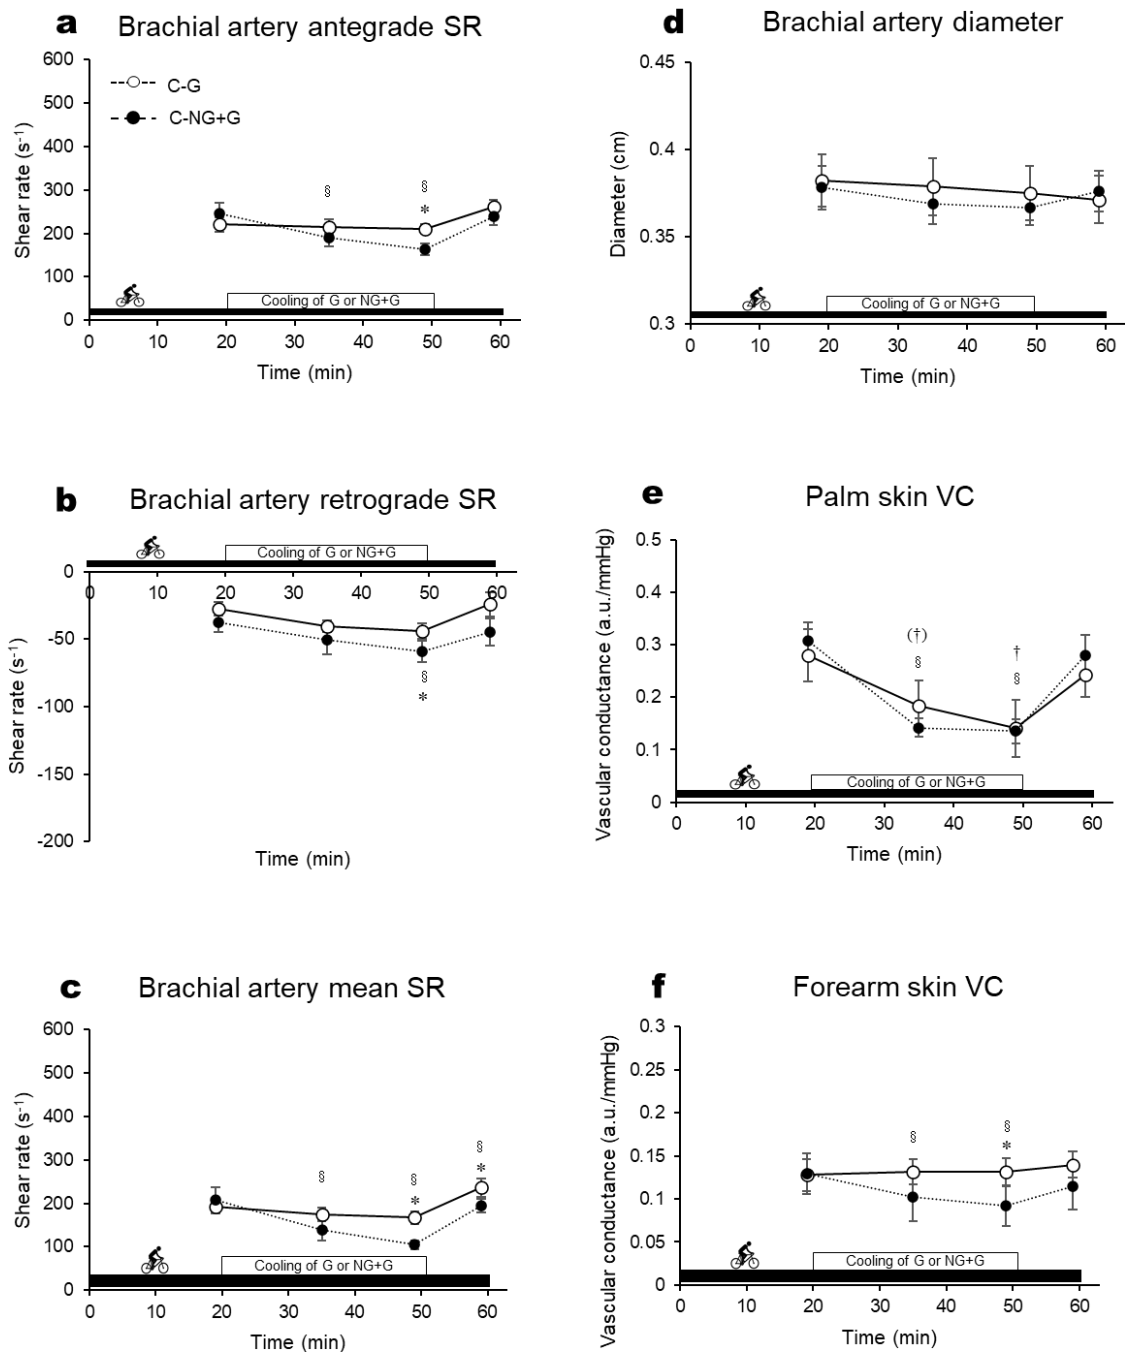 a Brachial artery antegrade SR
600
500
400
300
200
100
0
C-G
C-NG+G
§
§
*
Cooling of G or NG+G
0 10 20 30 40 50 60
Shear rate (s-1)
Time (min)
d Brachial artery diameter
0.45
0.4
0.35
0.3
Cooling of G or NG+G
0 10 20 30 40 50 60
Diameter (cm)
Time (min)
b Brachial artery retrograde SR
Cooling of G or NG+G
0 10 20 30 40 50 60
0
-50
-100
-150
-200
§
*
Shear rate (s-1)
Time (min)
e Palm skin VC
0.5
0.4
0.3
0.2
0.1
0
(†)
§
†
§
Cooling of G or NG+G
0 10 20 30 40 50 60
Vascular conductance (a.u./mmHg)
Time (min)
c Brachial artery mean SR
600
500
400
300
200
100
0
§
§
*
§
*
Cooling of G or NG+G
0 10 20 30 40 50 60
Shear rate (s-1)
Time (min)
f Forearm skin VC
0.3
0.25
0.2
0.15
0.1
0.05
0
§
§
*
Cooling of G or NG+G
0 10 20 30 40 50 60
Vascular conductance (a.u./mmHg)
Time (min)